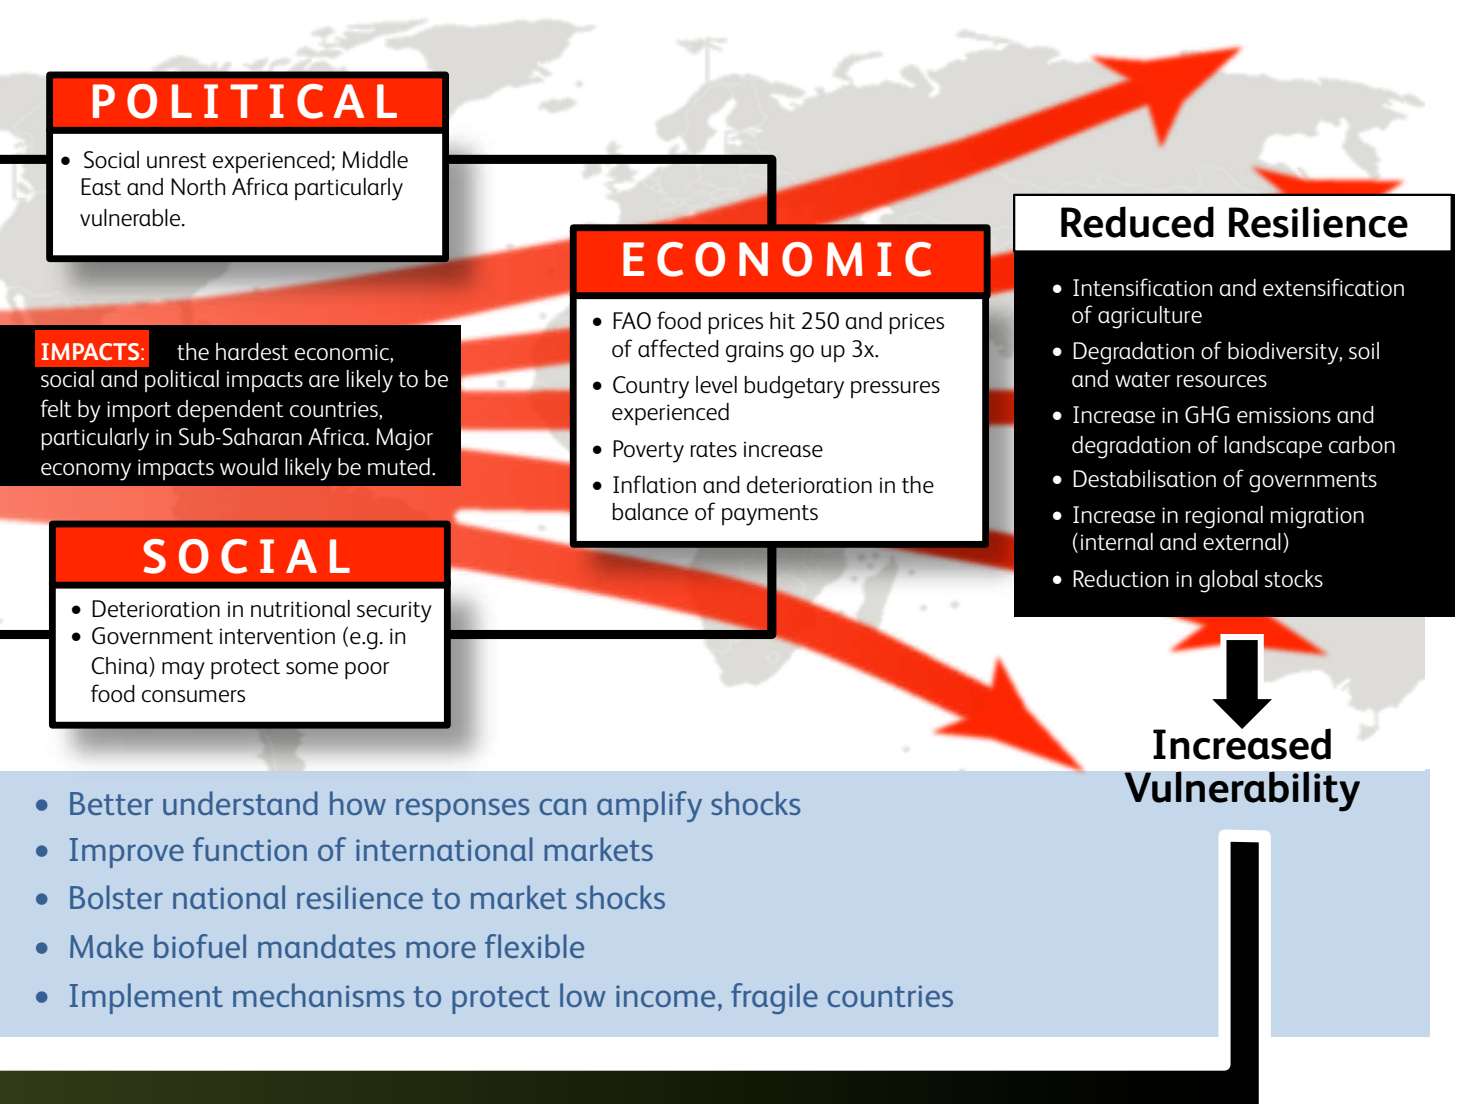 POLITICAL
• Social unrest experienced; Middle
East and North Africa particularly
vulnerable.
IMPACTS: the hardest economic,
social and political impacts are likely to be
felt by import dependent countries,
particularly in Sub-Saharan Africa. Major
economy impacts would likely be muted.
SOCIAL
• Deterioration in nutritional security
• Government intervention (e.g. in
China) may protect some poor
food consumers
ECONOMIC
• FAO food prices hit 250 and prices
of affected grains go up 3x.
• Country level budgetary pressures
experienced
• Poverty rates increase
• Inflation and deterioration in the
balance of payments
Reduced Resilience
• Intensification and extensification
of agriculture
• Degradation of biodiversity, soil
and water resources
• Increase in GHG emissions and
degradation of landscape carbon
• Destabilisation of governments
• Increase in regional migration
(internal and external)
• Reduction in global stocks
Increased
Vulnerability
• Better understand how responses can amplify shocks
• Improve function of international markets
• Bolster national resilience to market shocks
• Make biofuel mandates more flexible
• Implement mechanisms to protect low income, fragile countries